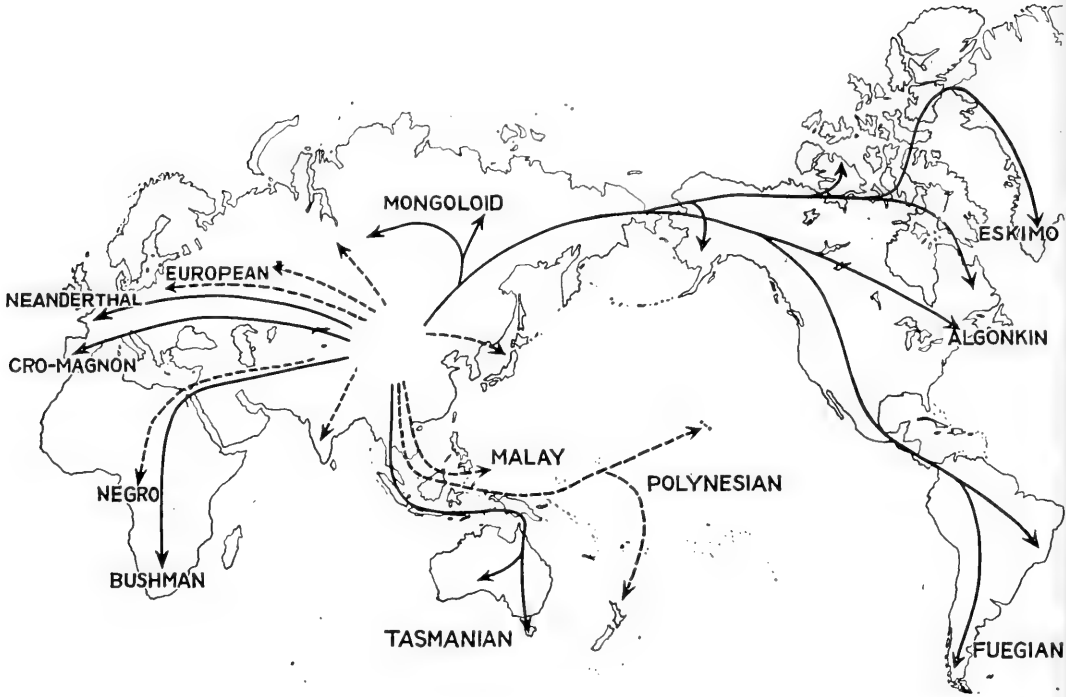 MONGOLOID
ESKIMO
EUROPEAN
NEANDERTHAL
ALGONKIN
CRO-MAGNON
MALAY
POLYNESIAN
NEGRO
BUSHMAN
TASMANIAN
FUEGIAN